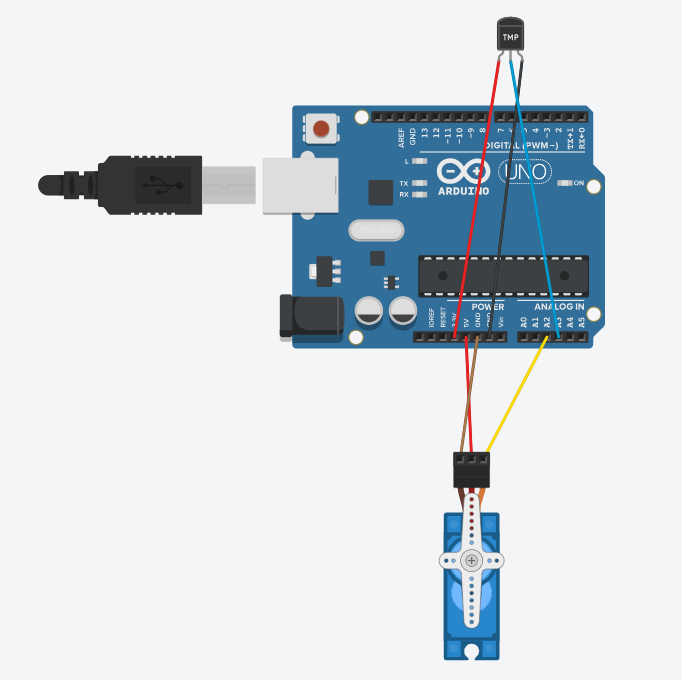 TMP
AREF
GND
13
12
~11
~10
~9
8
7
4
~3
2
TX→1
RX←0
DIGITAL (PWM~)
L
TX
RX
ARDUINO
UNO
ON
POWER
ANALOG IN
IOREF
RESET
3.3V
5V
GND
GND
Vin
A0
A1
A2
A3
A4
A5